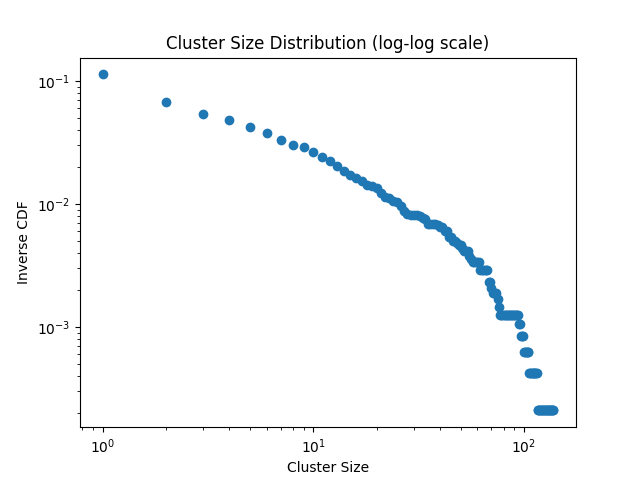 Cluster Size Distribution (log-log scale)
Inverse CDF
10⁻¹
10⁻²
10⁻³
10⁰ 10¹ 10²
Cluster Size